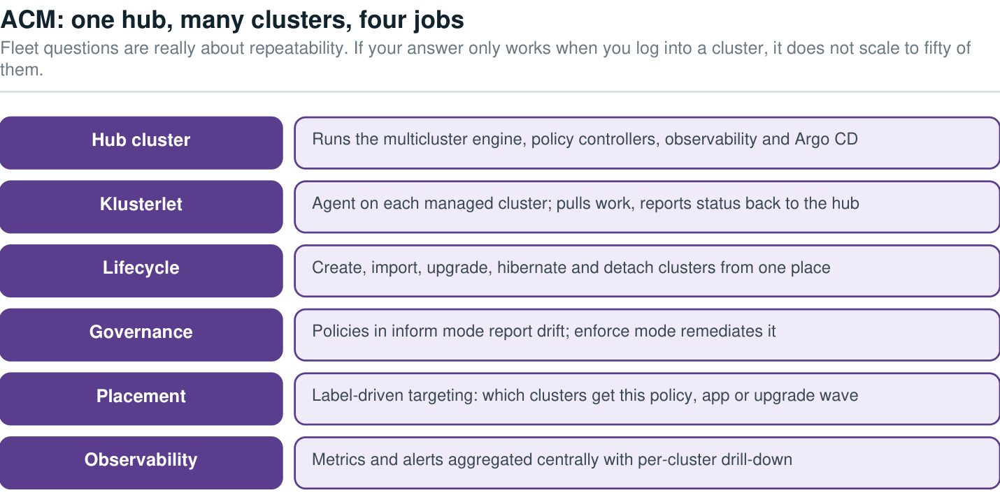 ACM: one hub, many clusters, four jobs
Fleet questions are really about repeatability. If your answer only works when you log into a cluster, it does not scale to fifty of
them.
Hub cluster
Runs the multicluster engine, policy controllers, observability and Argo CD
Klusterlet
Agent on each managed cluster; pulls work, reports status back to the hub
Lifecycle
Create, import, upgrade, hibernate and detach clusters from one place
Governance
Policies in inform mode report drift; enforce mode remediates it
Placement
Label-driven targeting: which clusters get this policy, app or upgrade wave
Observability
Metrics and alerts aggregated centrally with per-cluster drill-down